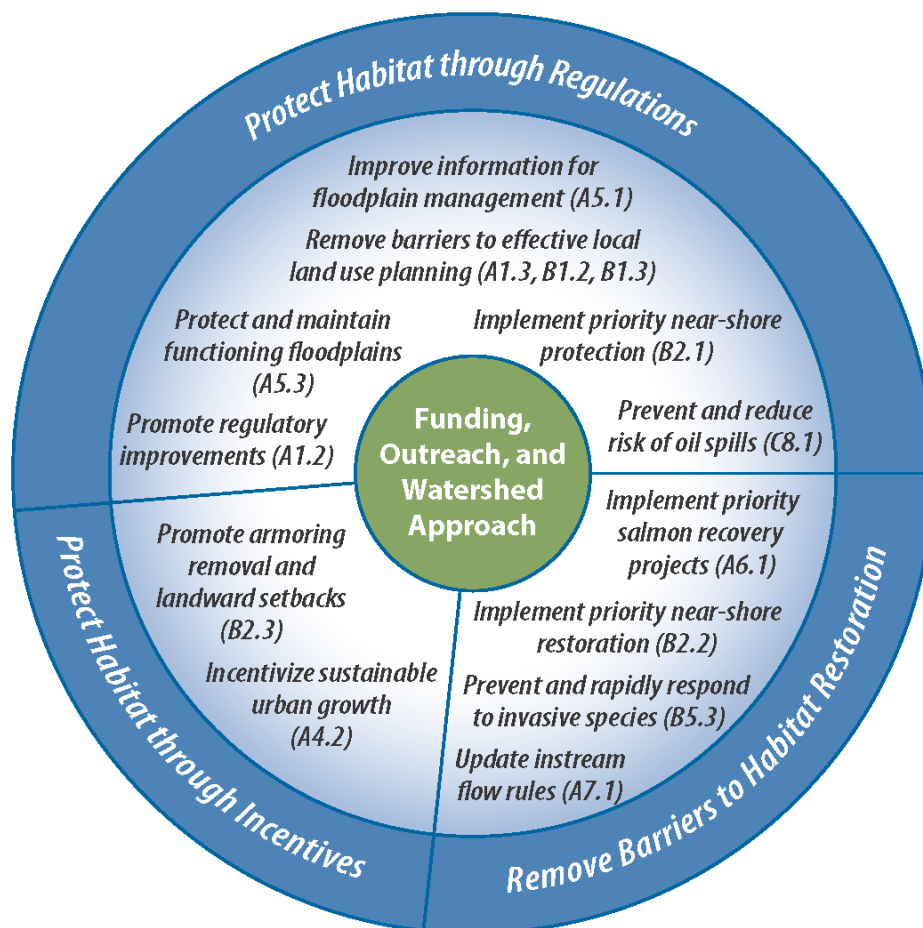 Protect Habitat through Regulations
Improve information for
floodplain management (A5.1)
Remove barriers to effective local
land use planning (A1.3, B1.2, B1.3)
Protect and maintain
functioning floodplains
(A5.3)
Implement priority near-shore
protection (B2.1)
Promote regulatory
improvements (A1.2)
Prevent and reduce
risk of oil spills (C8.1)
Funding,
Outreach, and
Watershed
Approach
Protect Habitat through Incentives
Promote armoring
removal and
landward setbacks
(B2.3)
Incentivize sustainable
urban growth
(A4.2)
Implement priority
salmon recovery
projects (A6.1)
Implement priority near-shore
restoration (B2.2)
Prevent and rapidly respond
to invasive species (B5.3)
Update instream
flow rules (A7.1)
Remove Barriers to Habitat Restoration